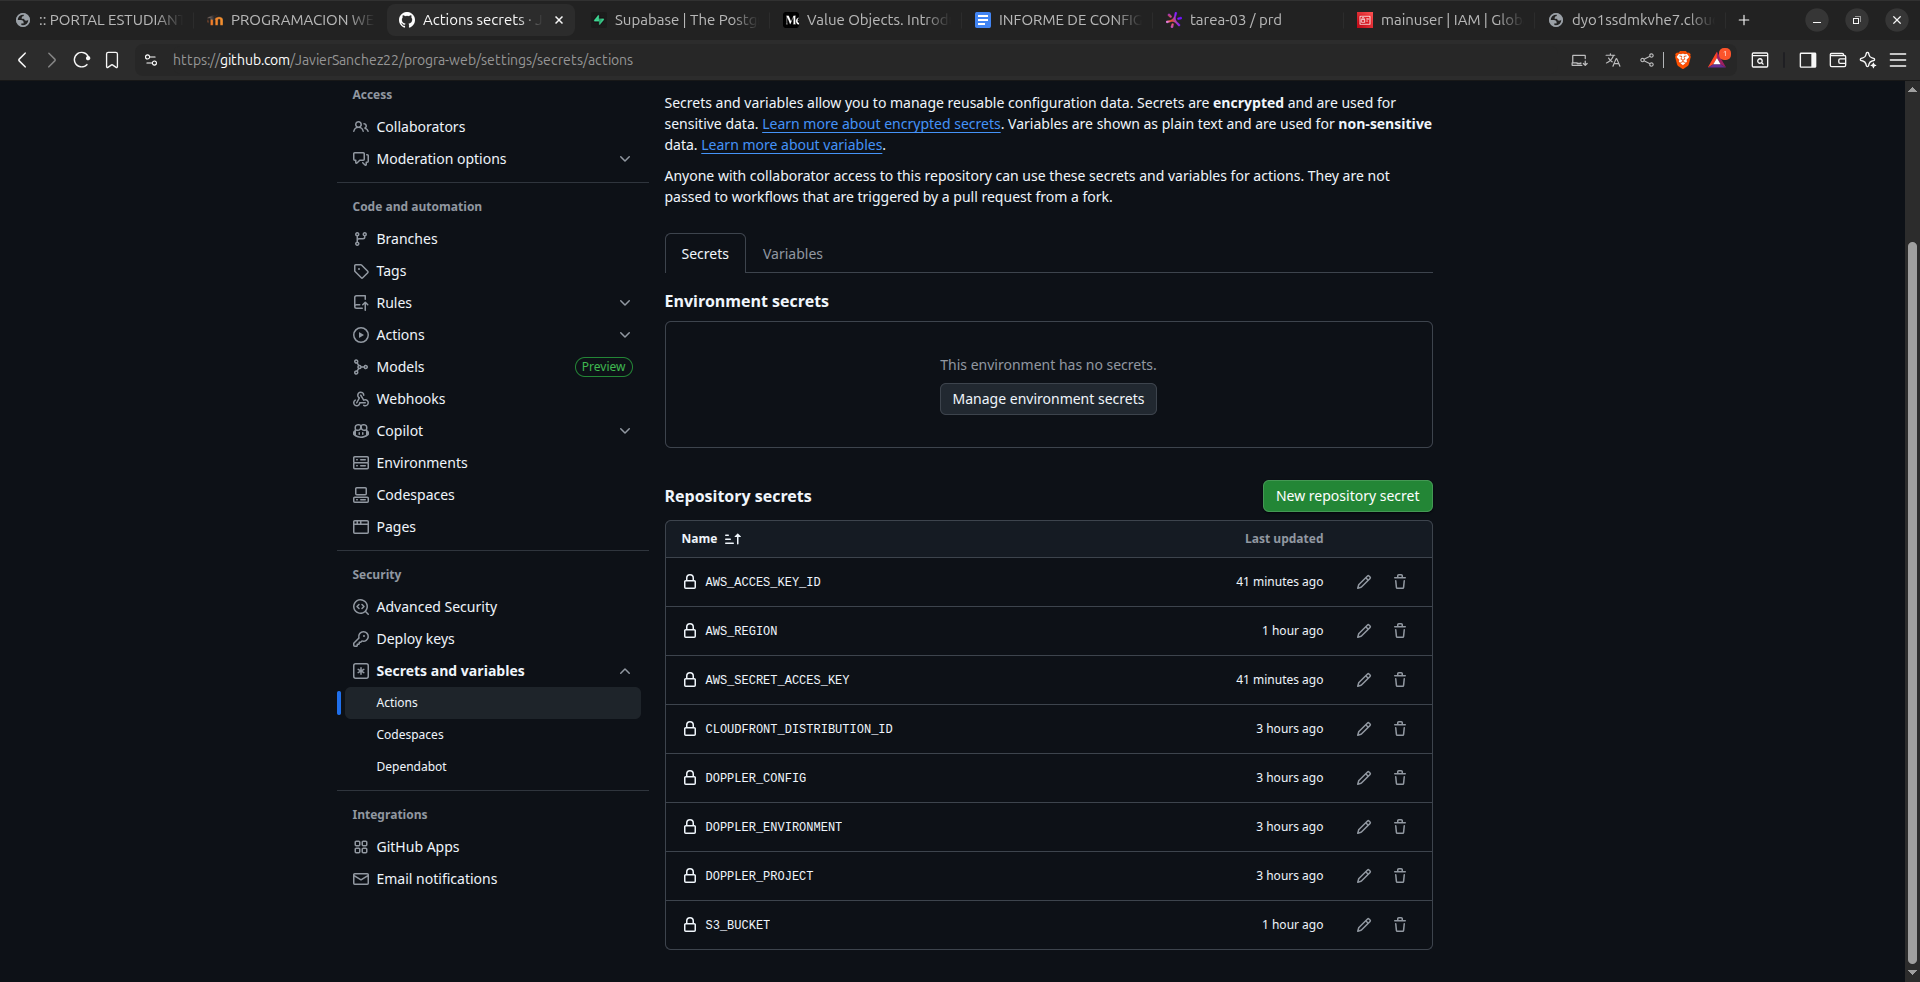 :: PORTAL ESTUDIAN
PROGRAMACION WE
Actions secrets · J
Supabase | The Postg
Value Objects. Introd
INFORME DE CONFIG
tarea-03 / prd
mainuser | IAM | Glob
dyo1ssdmkvhe7.clou
https://github.com/JavierSanchez22/progra-web/settings/secrets/actions
1
Access
Collaborators
Moderation options
Code and automation
Branches
Tags
Rules
Actions
Models
Preview
Webhooks
Copilot
Environments
Codespaces
Pages
Security
Advanced Security
Deploy keys
Secrets and variables
Actions
Codespaces
Dependabot
Integrations
GitHub Apps
Email notifications
Secrets and variables allow you to manage reusable configuration data. Secrets are encrypted and are used for
sensitive data. Learn more about encrypted secrets. Variables are shown as plain text and are used for non-sensitive
data. Learn more about variables.
Anyone with collaborator access to this repository can use these secrets and variables for actions. They are not
passed to workflows that are triggered by a pull request from a fork.
Secrets
Variables
Environment secrets
This environment has no secrets.
Manage environment secrets
Repository secrets
New repository secret
Name
Last updated
AWS_ACCES_KEY_ID
41 minutes ago
AWS_REGION
1 hour ago
AWS_SECRET_ACCES_KEY
41 minutes ago
CLOUDFRONT_DISTRIBUTION_ID
3 hours ago
DOPPLER_CONFIG
3 hours ago
DOPPLER_ENVIRONMENT
3 hours ago
DOPPLER_PROJECT
3 hours ago
S3_BUCKET
1 hour ago